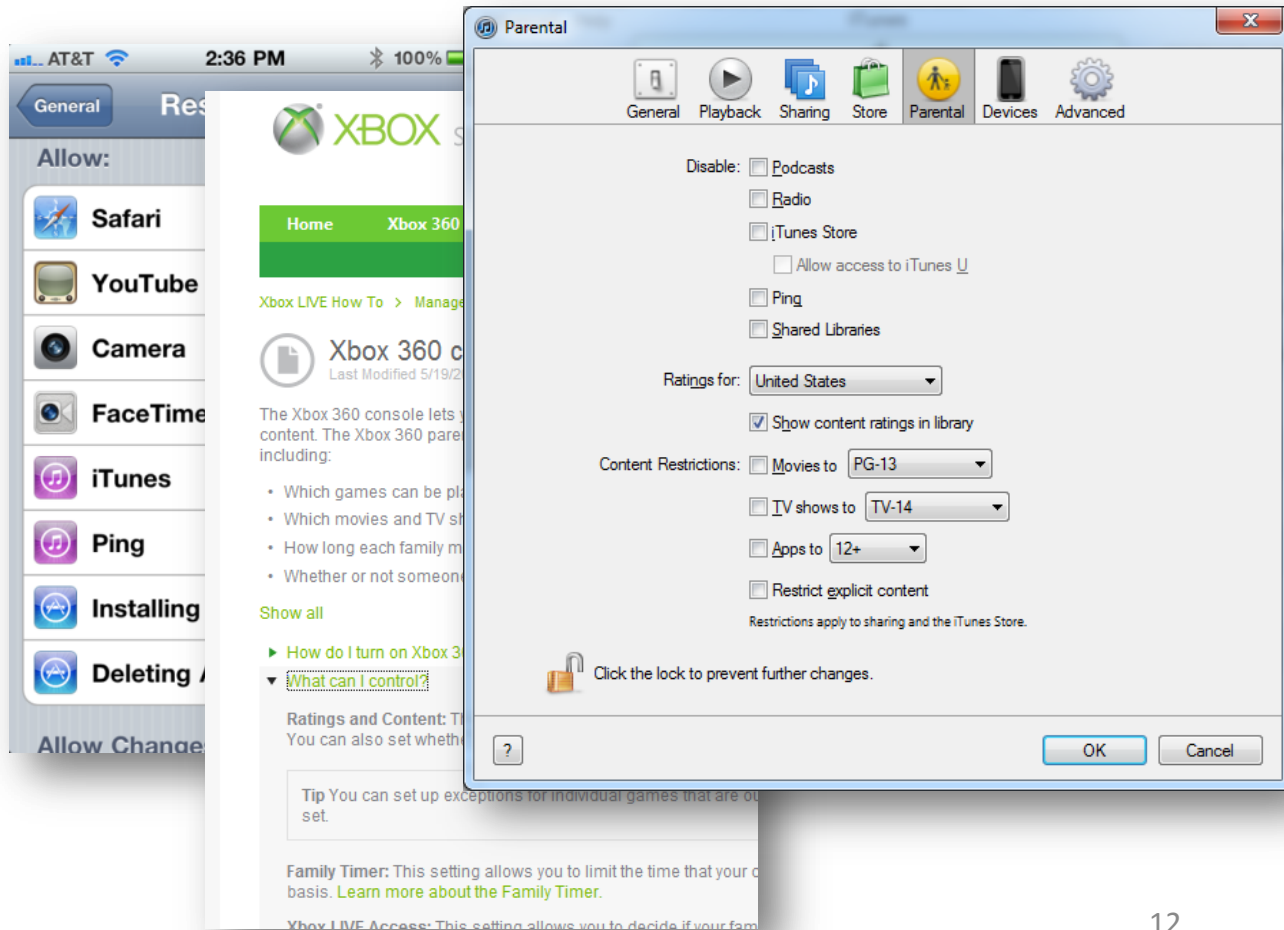 AT&T 2:36 PM 100%
General Res
Allow:
Safari
YouTube
Camera
FaceTime
iTunes
Ping
Installing
Deleting
Allow Change
XBOX S
Home Xbox 360
Xbox LIVE How To > Manage
Xbox 360 c
Last Modified 5/19/2
The Xbox 360 console lets
content. The Xbox 360 pare
including:
• Which games can be pl
• Which movies and TV sh
• How long each family m
• Whether or not someon
Show all
How do I turn on Xbox 3
What can I control?
Ratings and Content: T
You can also set wheth
Tip You can set up exceptions for individual games that are ou
set.
Family Timer: This setting allows you to limit the time that your c
basis. Learn more about the Family Timer.
Xbox LIVE Access: This setting allows you to decide if your fam
Parental
General Playback Sharing Store Parental Devices Advanced
Disable: Podcasts
Radio
iTunes Store
Allow access to iTunes U
Ping
Shared Libraries
Ratings for: United States
Show content ratings in library
Content Restrictions: Movies to PG-13
TV shows to TV-14
Apps to 12+
Restrict explicit content
Restrictions apply to sharing and the iTunes Store.
Click the lock to prevent further changes.
? OK Cancel
12